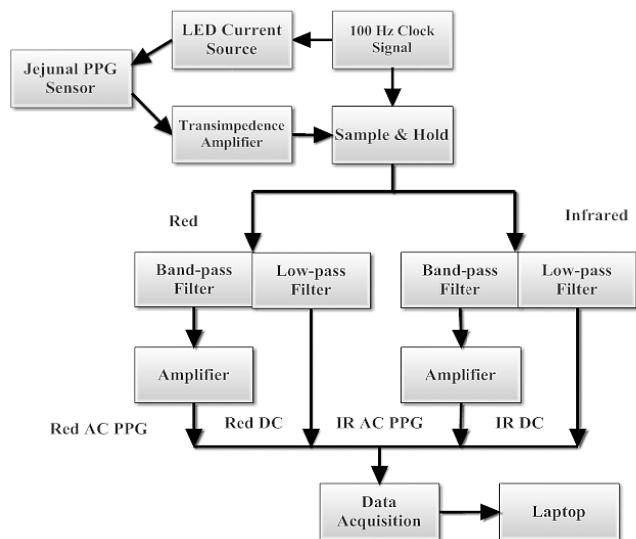 LED Current
Source
100 Hz Clock
Signal
Jejunal PPG
Sensor
Transimpedence
Amplifier
Sample & Hold
Red
Infrared
Band-pass
Filter
Low-pass
Filter
Band-pass
Filter
Low-pass
Filter
Amplifier
Amplifier
Red AC PPG
Red DC
IR AC PPG
IR DC
Data
Acquisition
Laptop